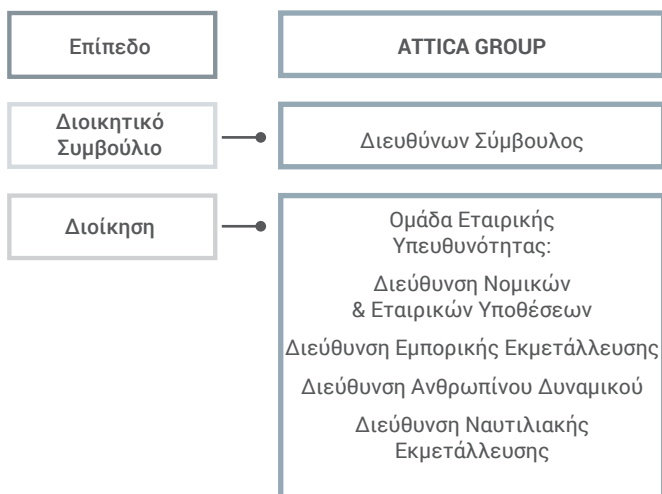 Επίπεδο
ATTICA GROUP
Διοικητικό
Συμβούλιο
Διευθύνων Σύμβουλος
Διοίκηση
Ομάδα Εταιρικής
Υπευθυνότητας:
Διεύθυνση Νομικών
& Εταιρικών Υποθέσεων
Διεύθυνση Εμπορικής Εκμετάλλευσης
Διεύθυνση Ανθρωπίνου Δυναμικού
Διεύθυνση Ναυτιλιακής
Εκμετάλλευσης